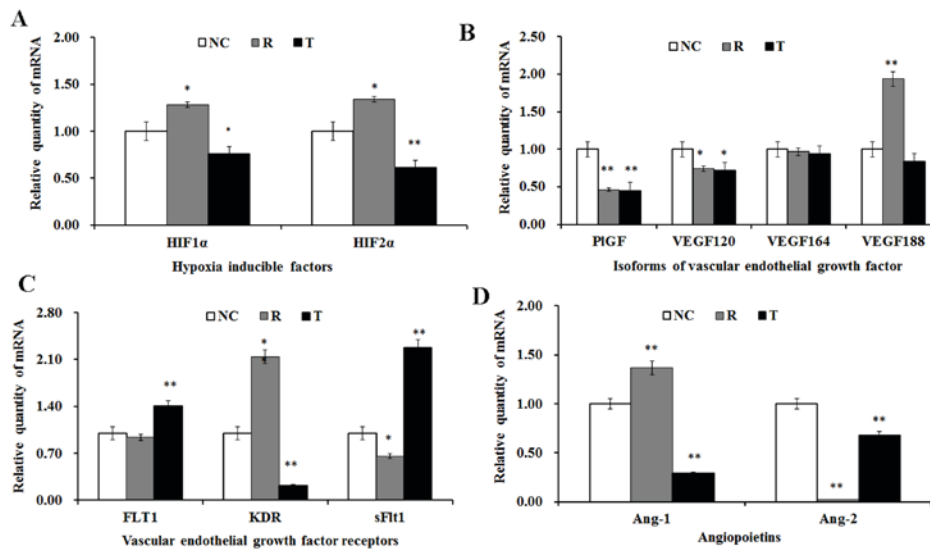 A
Relative quantity of mRNA
2.00
1.50
1.00
0.50
0.00
NC R T
*
*
*
**
HIF1α HIF2α
Hypoxia inducible factors
B
Relative quantity of mRNA
2.50
2.00
1.50
1.00
0.50
0.00
NC R T
**
** ** * *
PlGF VEGF120 VEGF164 VEGF188
Isoforms of vascular endothelial growth factor
C
Relative quantity of mRNA
2.80
2.10
1.40
0.70
0.00
NC R T
**
*
**
**
*
FLT1 KDR sFlt1
Vascular endothelial growth factor receptors
D
Relative quantity of mRNA
2.00
1.50
1.00
0.50
0.00
NC R T
**
**
**
**
Ang-1 Ang-2
Angiopoietins